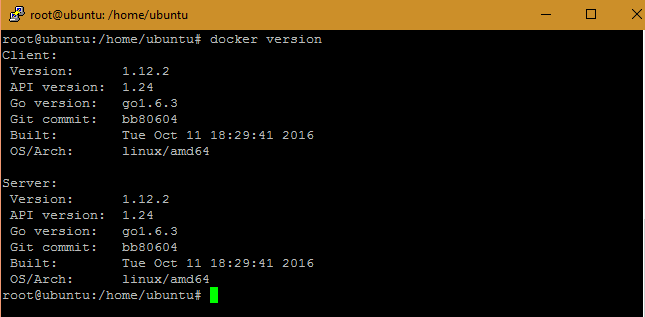 root@ubuntu: /home/ubuntu
root@ubuntu:/home/ubuntu# docker version
Client:
 Version:      1.12.2
 API version:  1.24
 Go version:   go1.6.3
 Git commit:   bb80604
 Built:        Tue Oct 11 18:29:41 2016
 OS/Arch:      linux/amd64

Server:
 Version:      1.12.2
 API version:  1.24
 Go version:   go1.6.3
 Git commit:   bb80604
 Built:        Tue Oct 11 18:29:41 2016
 OS/Arch:      linux/amd64
root@ubuntu:/home/ubuntu#